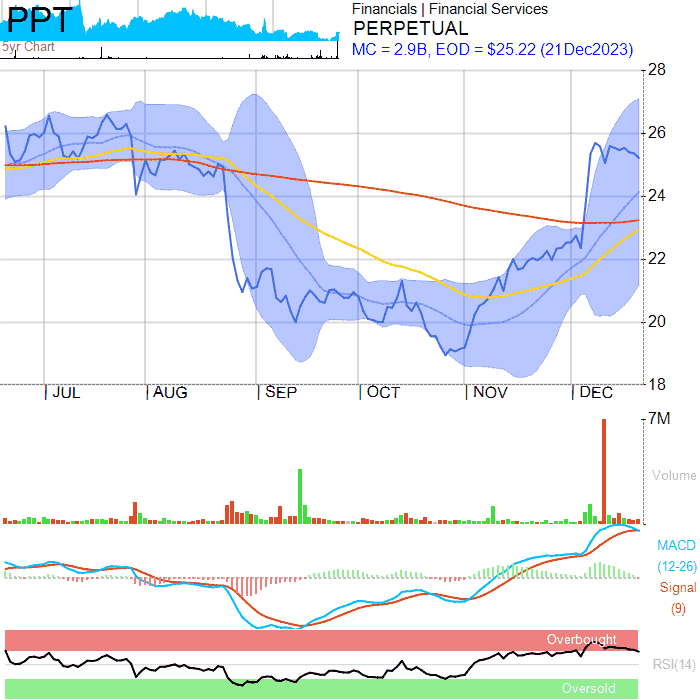 PPT
5yr Chart
Financials | Financial Services
PERPETUAL
MC = 2.9B, EOD = $25.22 (21Dec2023)
28
26
24
22
20
18
JUL AUG SEP OCT NOV DEC
7M
Volume
MACD
(12-26)
Signal
(9)
Overbought
RSI(14)
Oversold